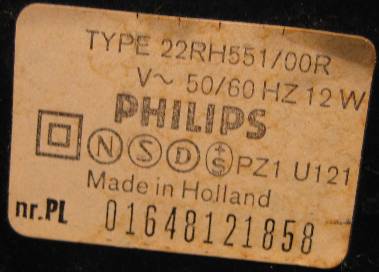 TYPE 22RH551/00R
V~ 50/60 HZ 12 W
PHILIPS
N S D +S PZ1 U121
Made in Holland
nr.PL 01648121858